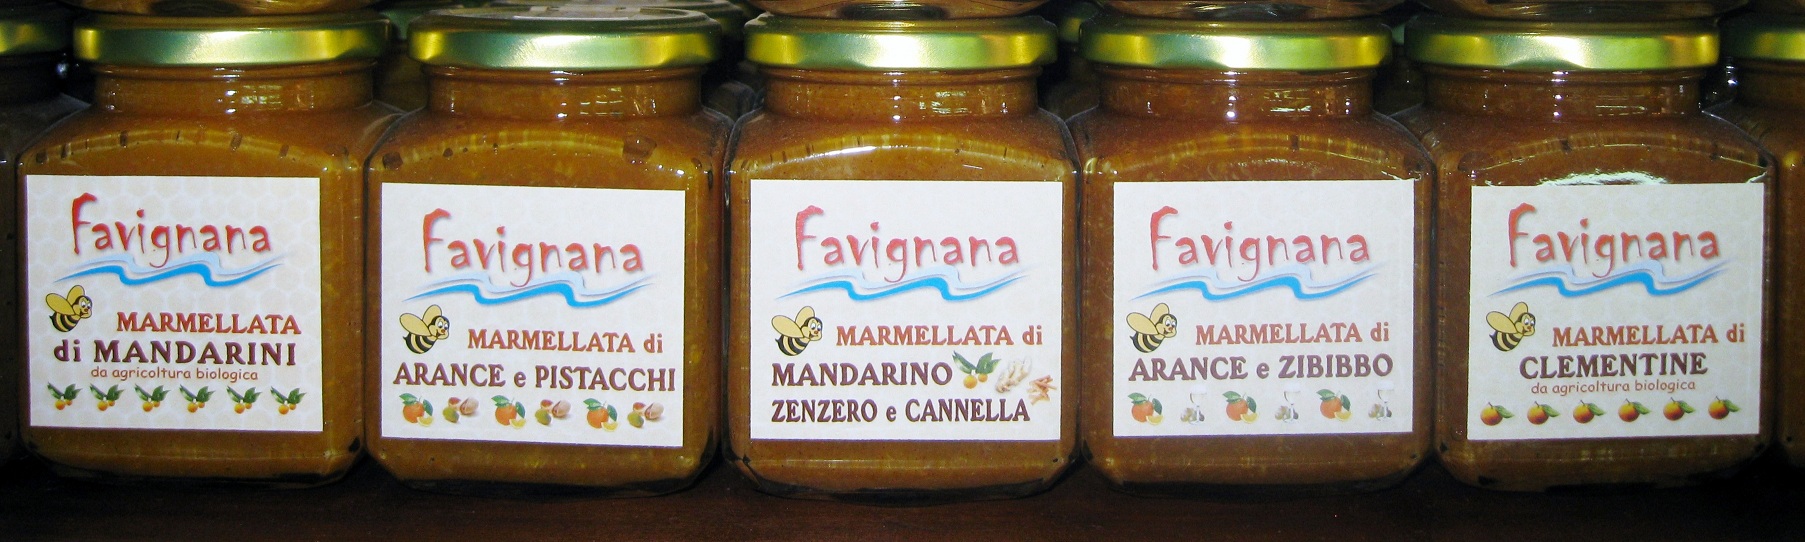 Favignana
MARMELLATA
di MANDARINI
da agricoltura biologica
Favignana
MARMELLATA di
ARANCE e PISTACCHI
Favignana
MARMELLATA di
MANDARINO
ZENZERO e CANNELLA
Favignana
MARMELLATA di
ARANCE e ZIBIBBO
Favignana
MARMELLATA di
CLEMENTINE
da agricoltura biologica